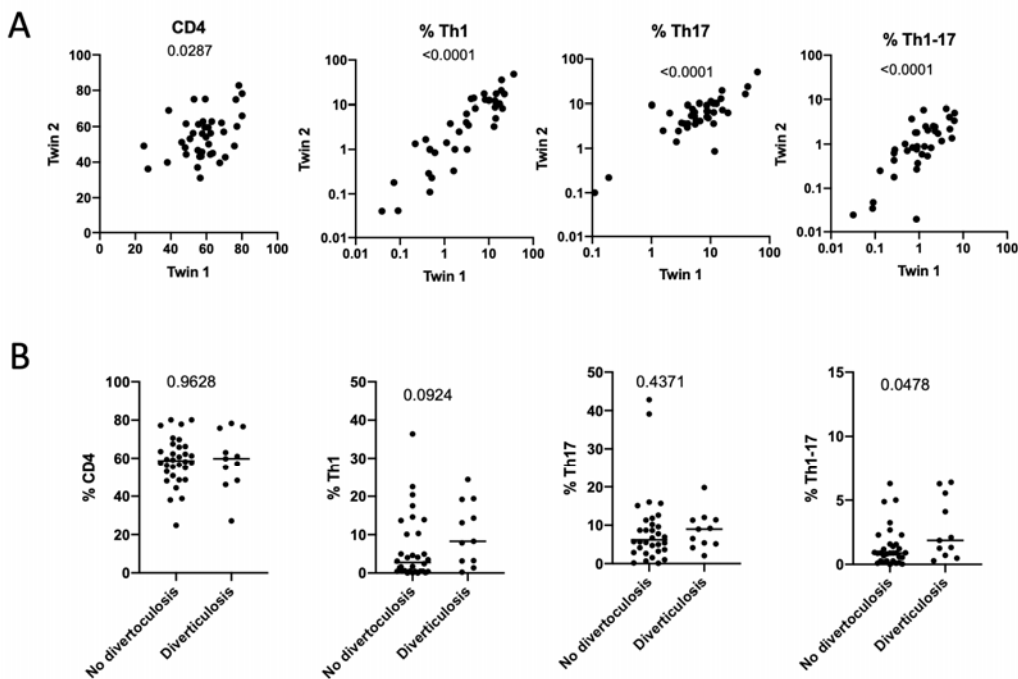 A
CD4
0.0287
100
80
60
40
20
0
0 20 40 60 80 100
Twin 2
Twin 1
% Th1
<0.0001
100
10
1
0.1
0.01
0.01 0.1 1 10 100
Twin 2
Twin 1
% Th17
<0.0001
100
10
1
0.1
0.01
0.1 1 10 100
Twin 2
Twin 1
% Th1-17
<0.0001
100
10
1
0.1
0.01
0.01 0.1 1 10 100
Twin 2
Twin 1
B
0.9628
100
80
60
40
20
0
% CD4
No divertoculosis
Diverticulosis
0.0924
50
40
30
20
10
0
% Th1
No divertoculosis
Diverticulosis
0.4371
50
40
30
20
10
0
% Th17
No divertoculosis
Diverticulosis
0.0478
15
10
5
0
% Th1-17
No divertoculosis
Diverticulosis